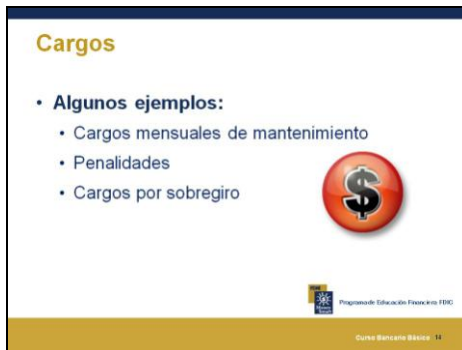 Cargos
• Algunos ejemplos:
• Cargos mensuales de mantenimiento
• Penalidades
• Cargos por sobregiro
$
Programa de Educación Financiera FDIC
Curso Bancario Básico 14